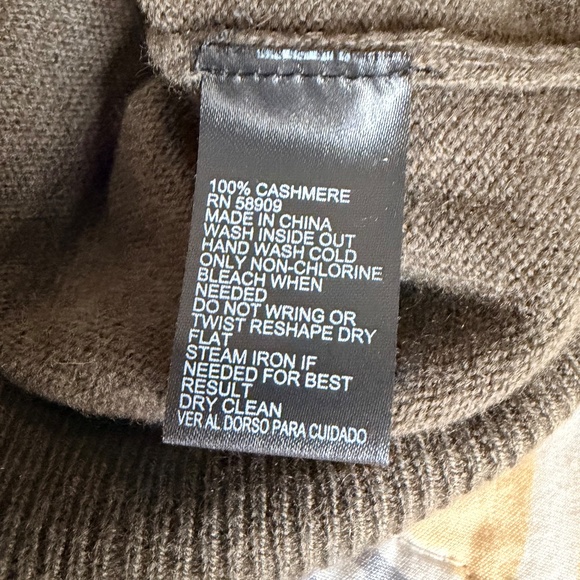 100% CASHMERE
RN 58909
MADE IN CHINA
WASH INSIDE OUT
HAND WASH COLD
ONLY NON-CHLORINE
BLEACH WHEN
NEEDED
DO NOT WRING OR
TWIST RESHAPE DRY
FLAT
STEAM IRON IF
NEEDED FOR BEST
RESULT
DRY CLEAN
VER AL DORSO PARA CUIDADO